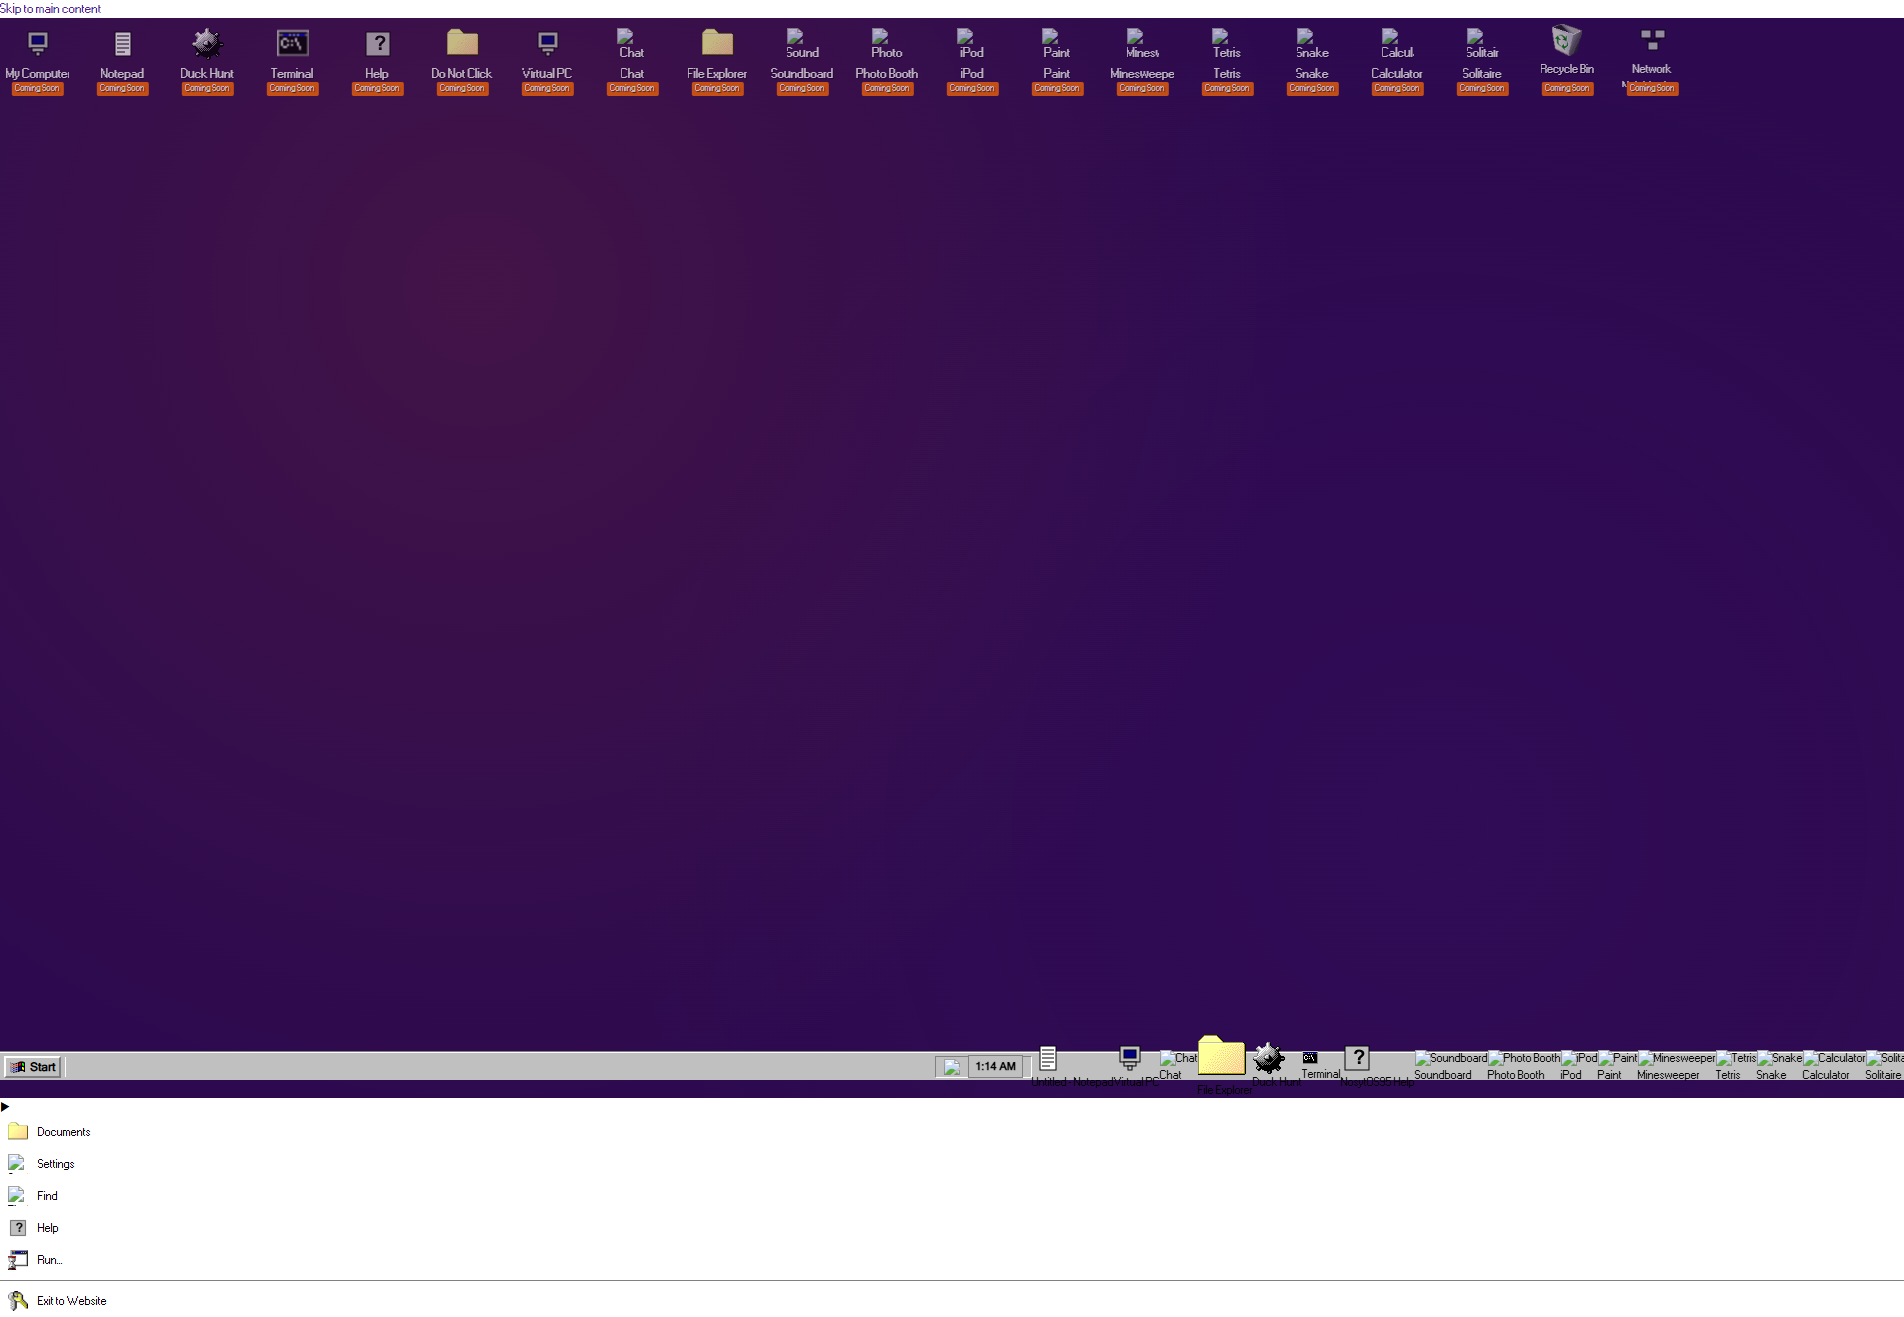 Skip to main content
My Computer Notepad Duck Hunt Terminal Help Do Not Click Virtual PC Chat Chat File Explorer Sound Soundboard Photo Photo Booth iPod iPod Paint Paint Tetris Tetris Snake Snake Calculator Solitaire Recycle Bin Network
Coming Soon Coming Soon Coming Soon Coming Soon Coming Soon Coming Soon Coming Soon Coming Soon Coming Soon Coming Soon Coming Soon Coming Soon Coming Soon Coming Soon Coming Soon Coming Soon Coming Soon Coming Soon Coming Soon Coming Soon
Start 1:14 AM Chat Soundboard Photo Booth iPod Paint Minesweeper Tetris Snake Calculator
Untitled - Notepad Virtual PC Chat File Explorer Duck Hunt Terminal Help Soundboard Photo Booth iPod Paint Minesweeper Tetris Snake Calculator Solitaire
Documents
Settings
Find
Help
Run...
Exit to Website